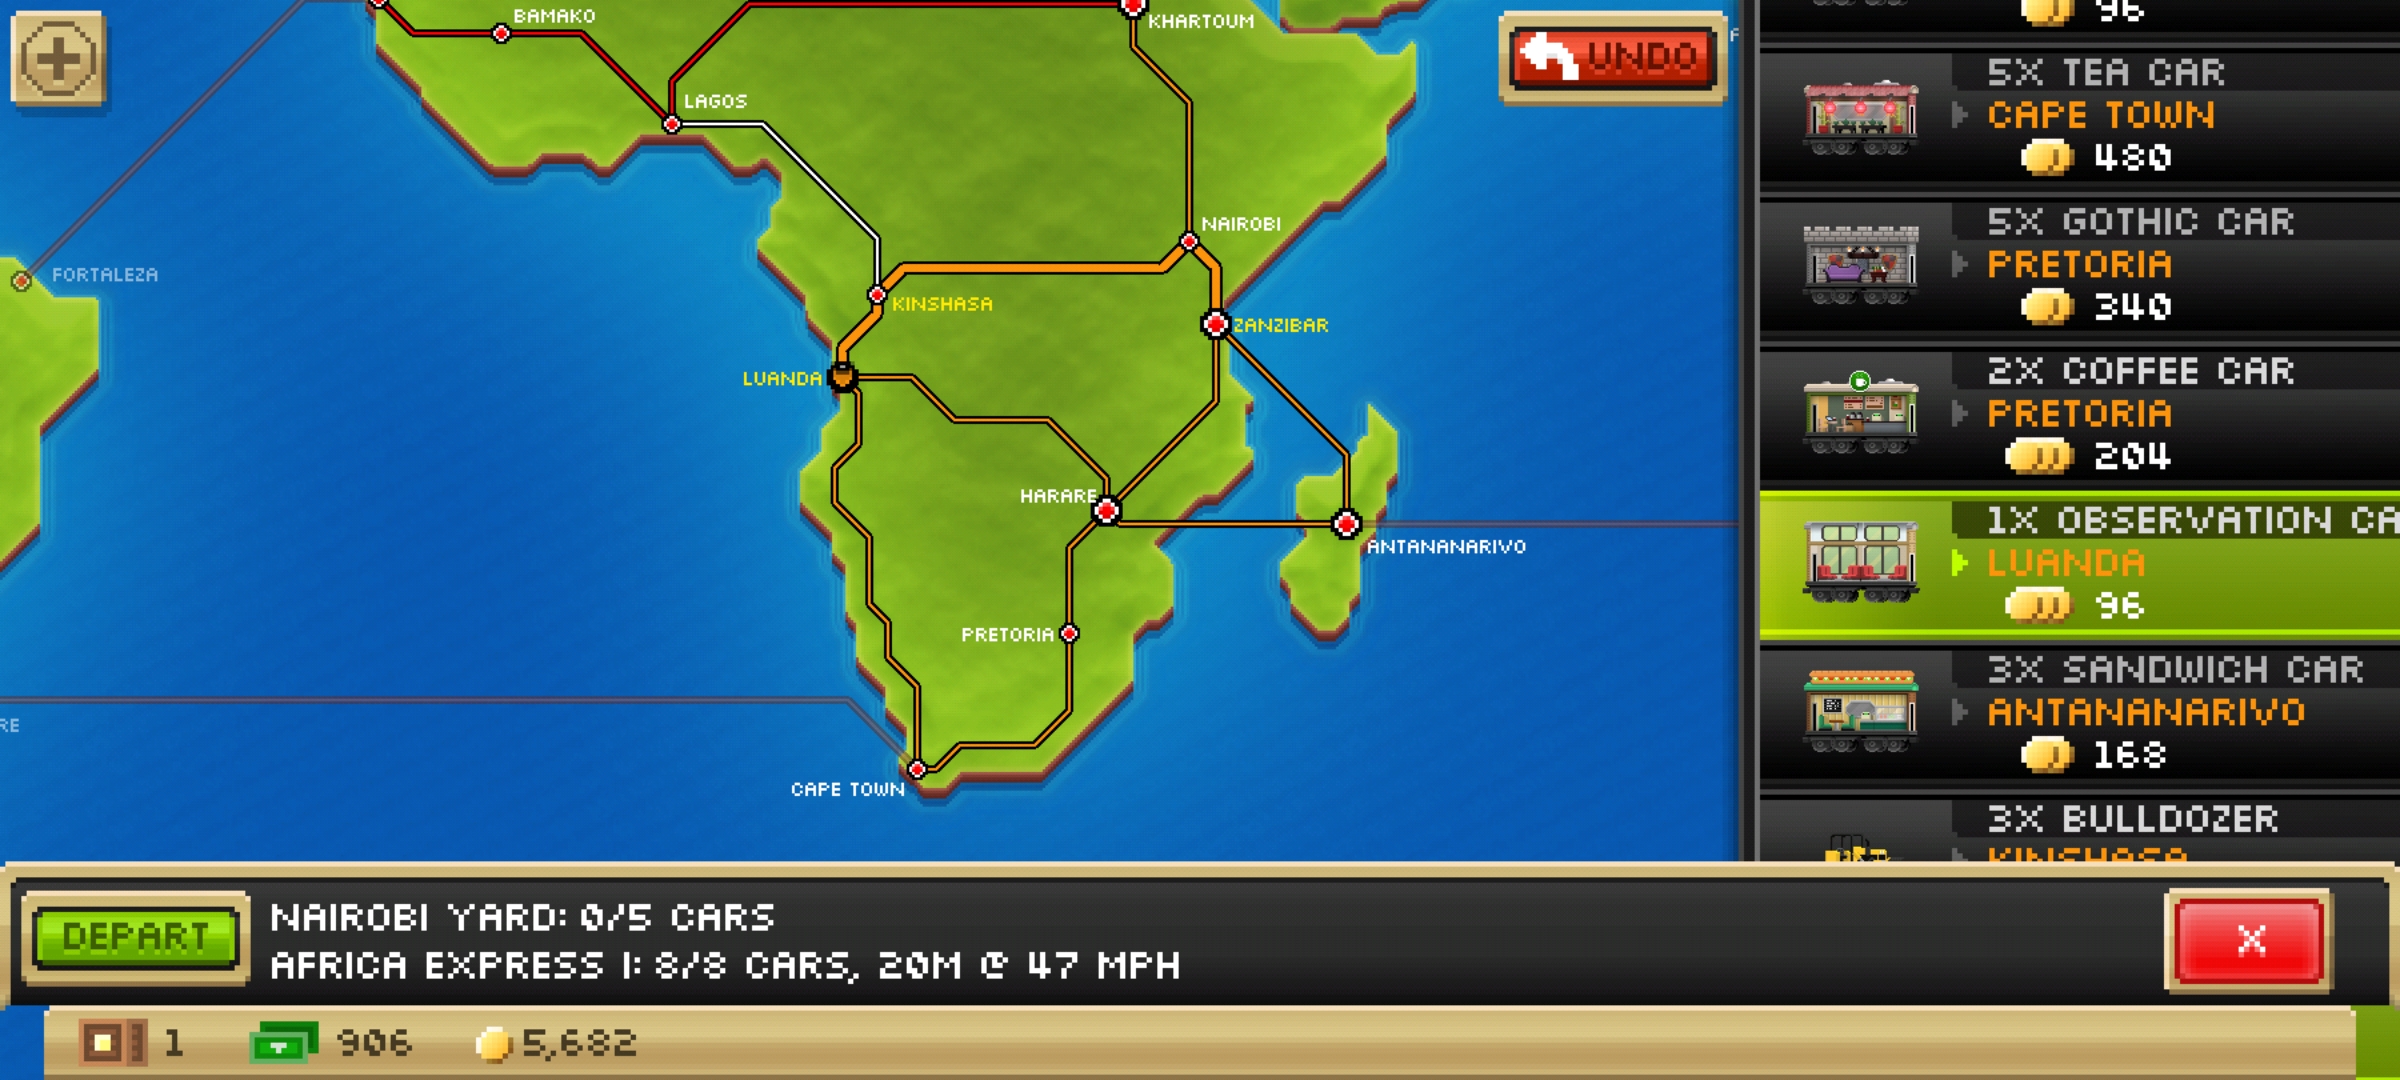 BAMAKO
KHARTOUM
LAGOS
NAIROBI
FORTALEZA
KINSHASA
ZANZIBAR
LUANDA
HARARE
ANTANANARIVO
PRETORIA
CAPE TOWN
UNDO
96
5X TEA CAR
CAPE TOWN
480
5X GOTHIC CAR
PRETORIA
340
2X COFFEE CAR
PRETORIA
204
1X OBSERVATION CA
LUANDA
96
3X SANDWICH CAR
ANTANANARIVO
168
3X BULLDOZER
KINSHASA
DEPART
NAIROBI YARD: 0/5 CARS
AFRICA EXPRESS I: 8/8 CARS, 20M @ 47 MPH
X
1
906
5,682